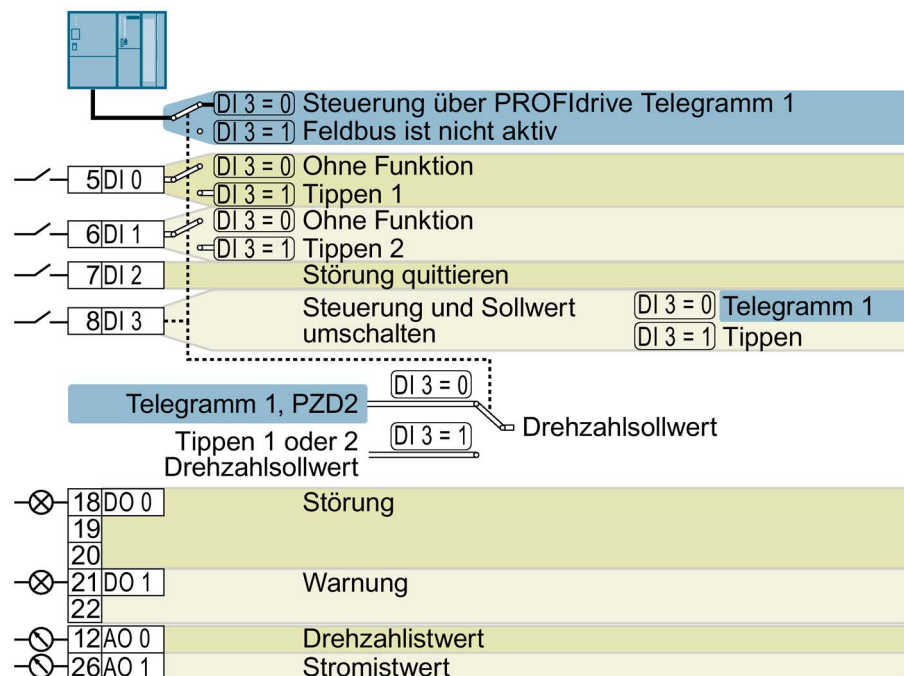 DI 3 = 0 Steuerung über PROFIdrive Telegramm 1
DI 3 = 1 Feldbus ist nicht aktiv
5 DI 0 DI 3 = 0 Ohne Funktion
DI 3 = 1 Tippen 1
6 DI 1 DI 3 = 0 Ohne Funktion
DI 3 = 1 Tippen 2
7 DI 2 Störung quittieren
8 DI 3 Steuerung und Sollwert umschalten
DI 3 = 0 Telegramm 1
DI 3 = 1 Tippen
Telegramm 1, PZD2 DI 3 = 0
Drehzahlsollwert
Tippen 1 oder 2 DI 3 = 1
Drehzahlsollwert
18 DO 0 Störung
19
20
21 DO 1 Warnung
22
12 AO 0 Drehzahlistwert
26 AO 1 Stromistwert